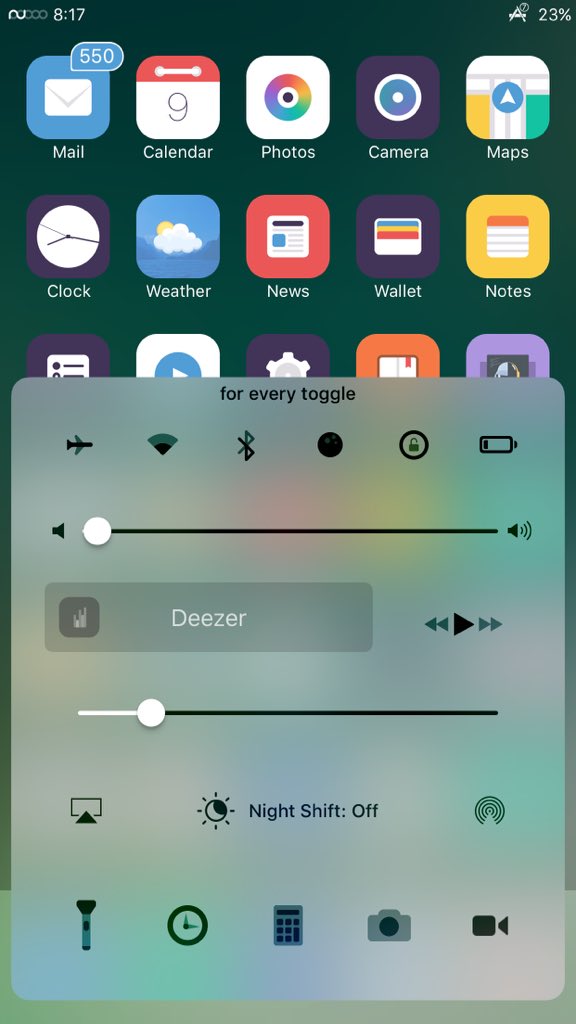 8:17
7
23%
550
Mail
9
Calendar
Photos
Camera
Maps
Clock
Weather
News
Wallet
Notes
for every toggle
Deezer
Night Shift: Off